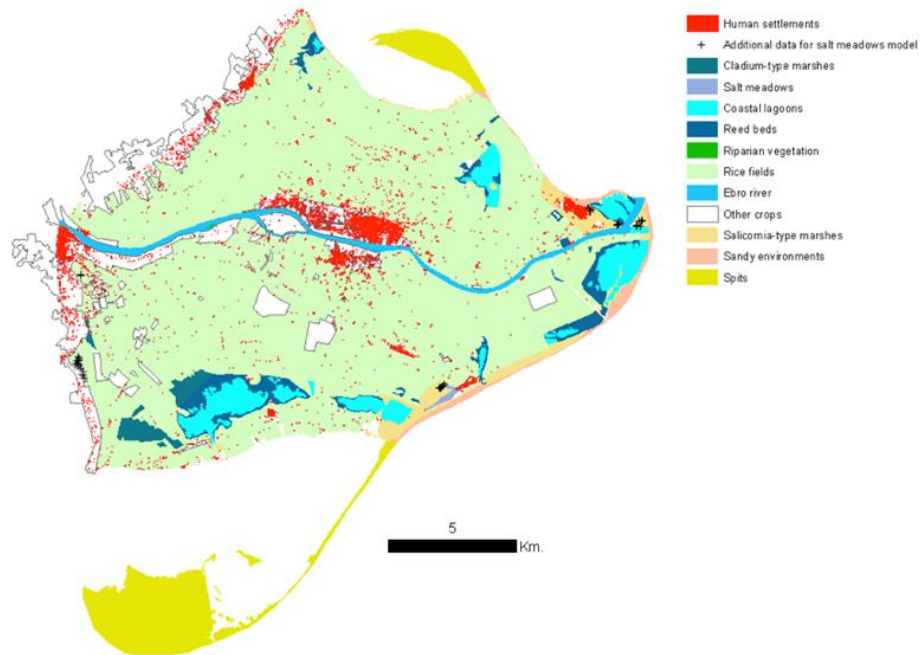 Human settlements
Additional data for salt meadows model
Cladium-type marshes
Salt meadows
Coastal lagoons
Reed beds
Riparian vegetation
Rice fields
Ebro river
Other crops
Salicornia-type marshes
Sandy environments
Spits
5
Km.